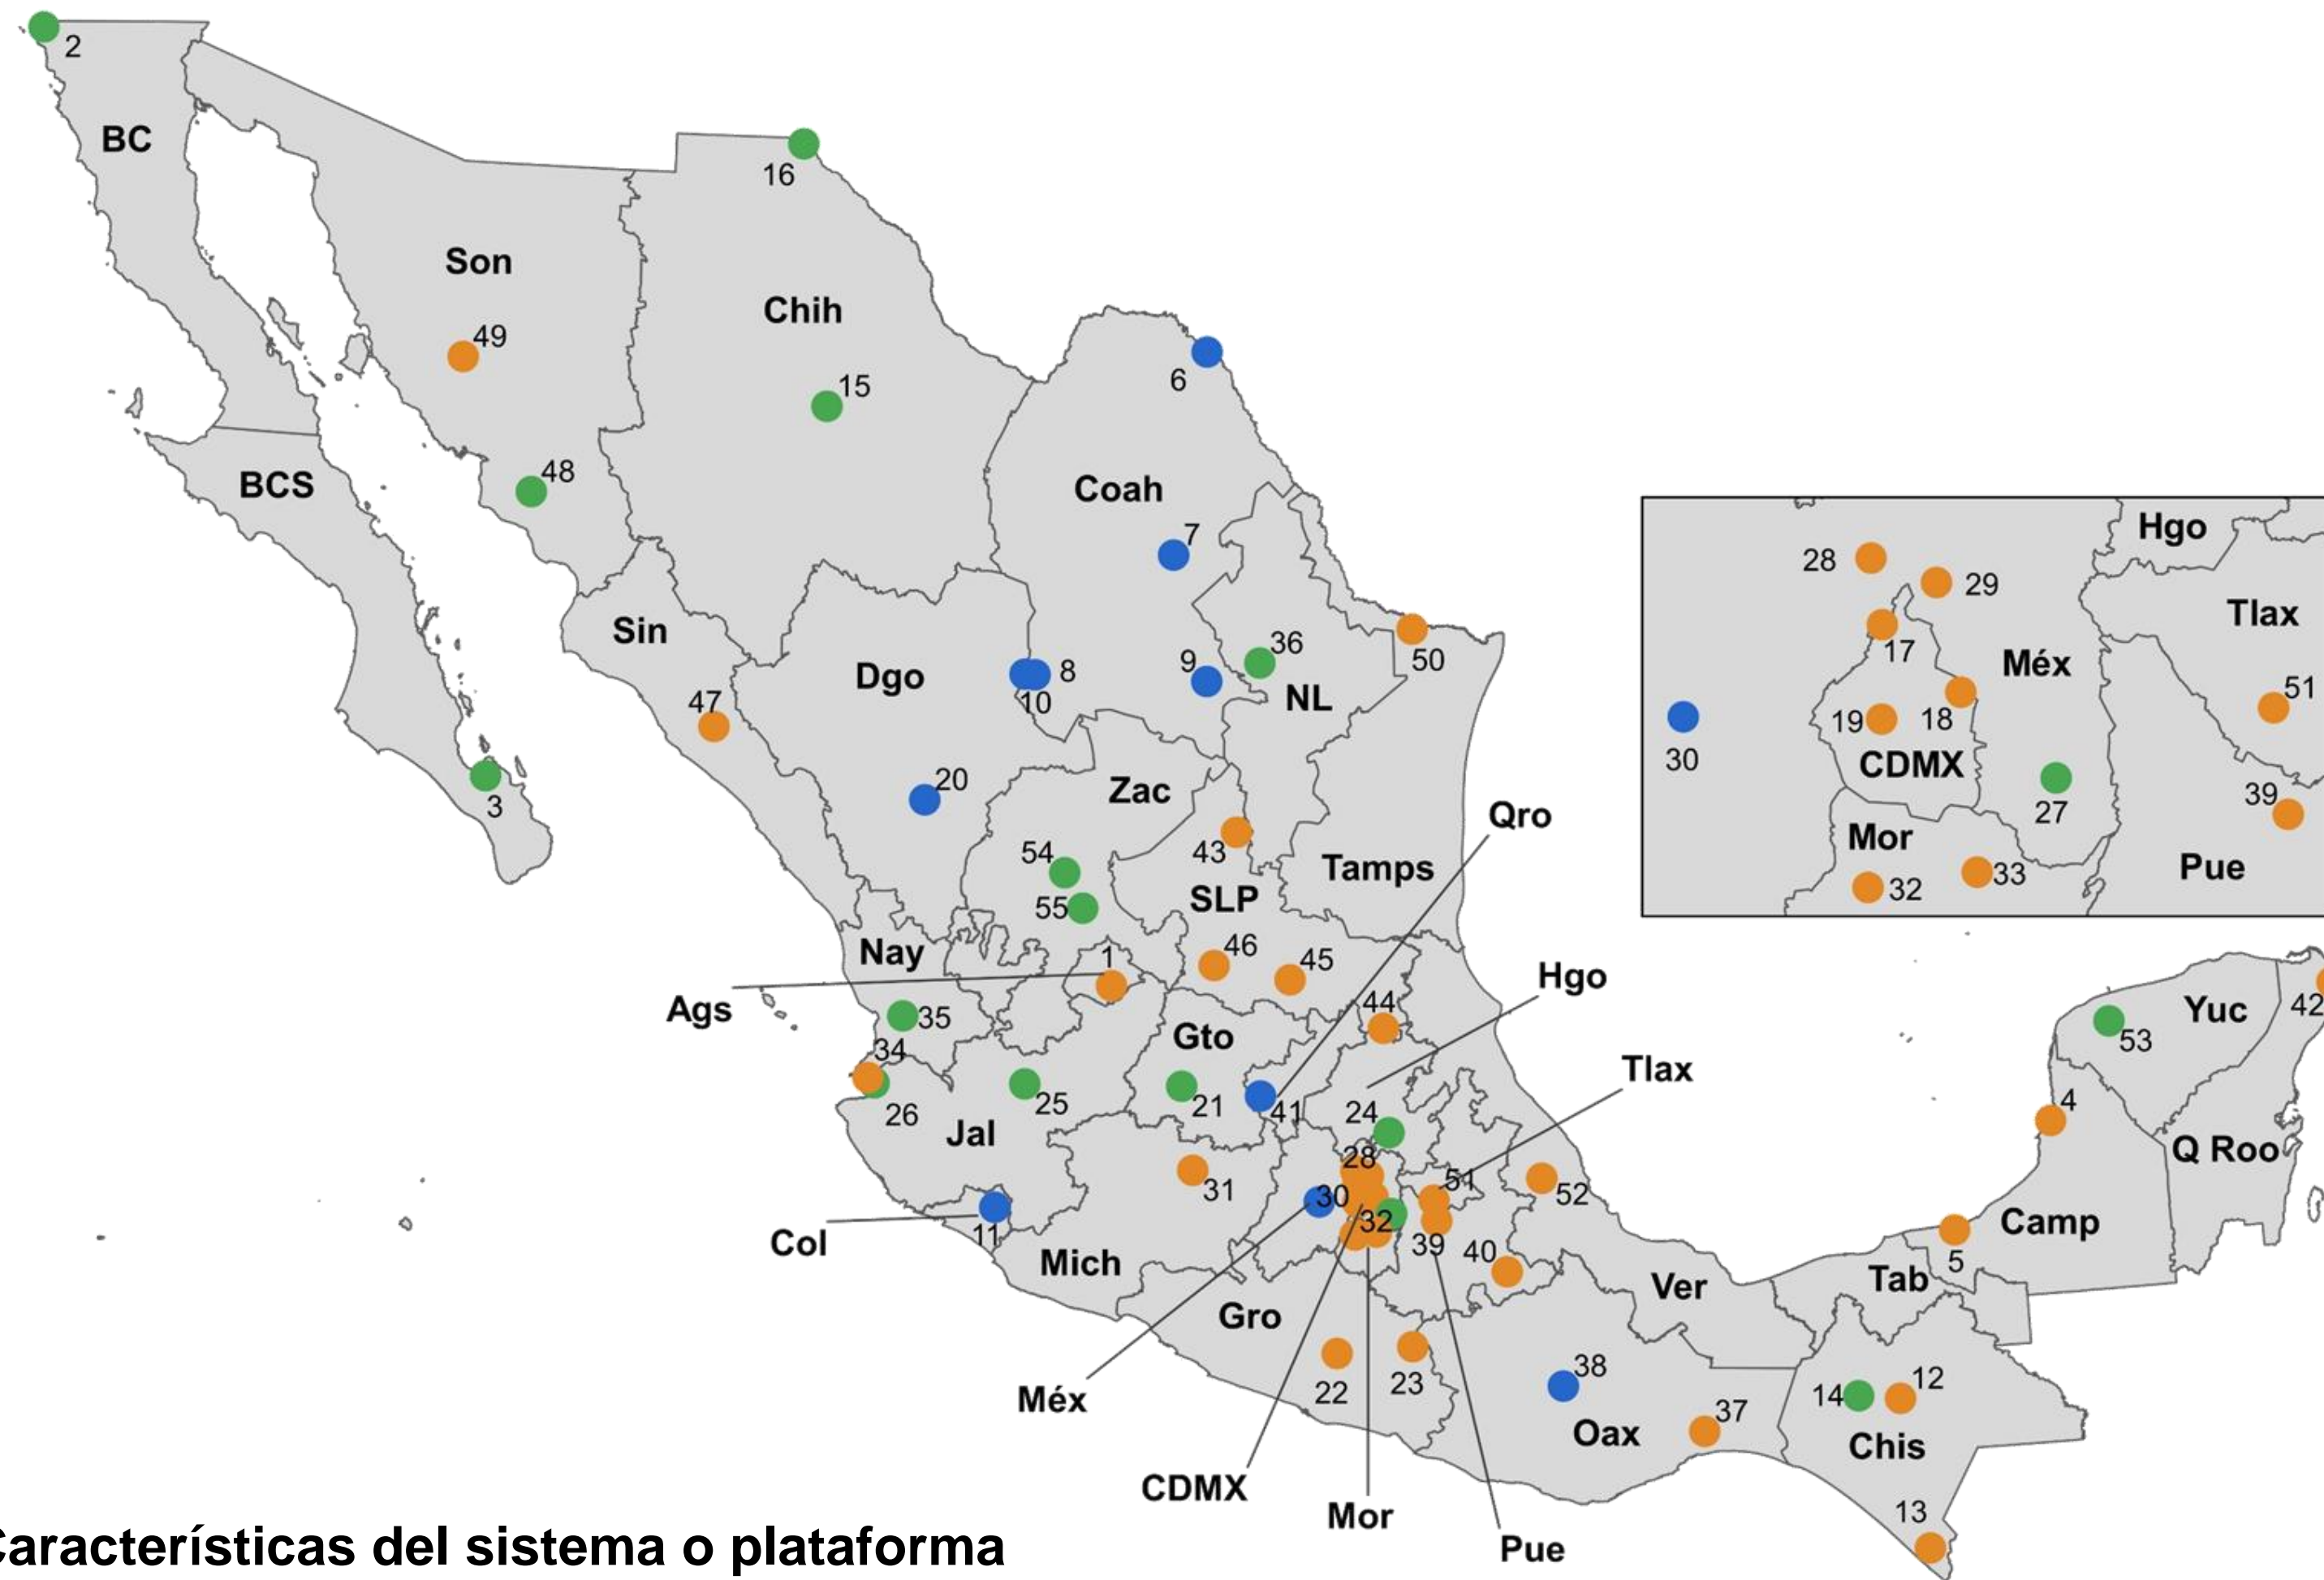 2
BC
16
Son
Chih
49
15
6
48
BCS
Coah
7
Hgo
28
29
Tlax
17
Méx
51
19
18
30
CDMX
39
27
Mor
33
Pue
32
Sin
36
50
8
9
10
Dgo
NL
47
20
3
Zac
Qro
54
43
Tamps
55
SLP
Nay
46
1
45
Hgo
Ags
44
Yuc
42
35
Gto
53
34
Tlax
4
26
25
21
41
24
Jal
Q Roo
28
51
31
30
52
32
Col
11
39
40
Camp
Mich
5
Ver
Tab
Gro
38
12
22
23
14
Méx
37
Oax
Chis
CDMX
Mor
13
Pue
Características del sistema o plataforma